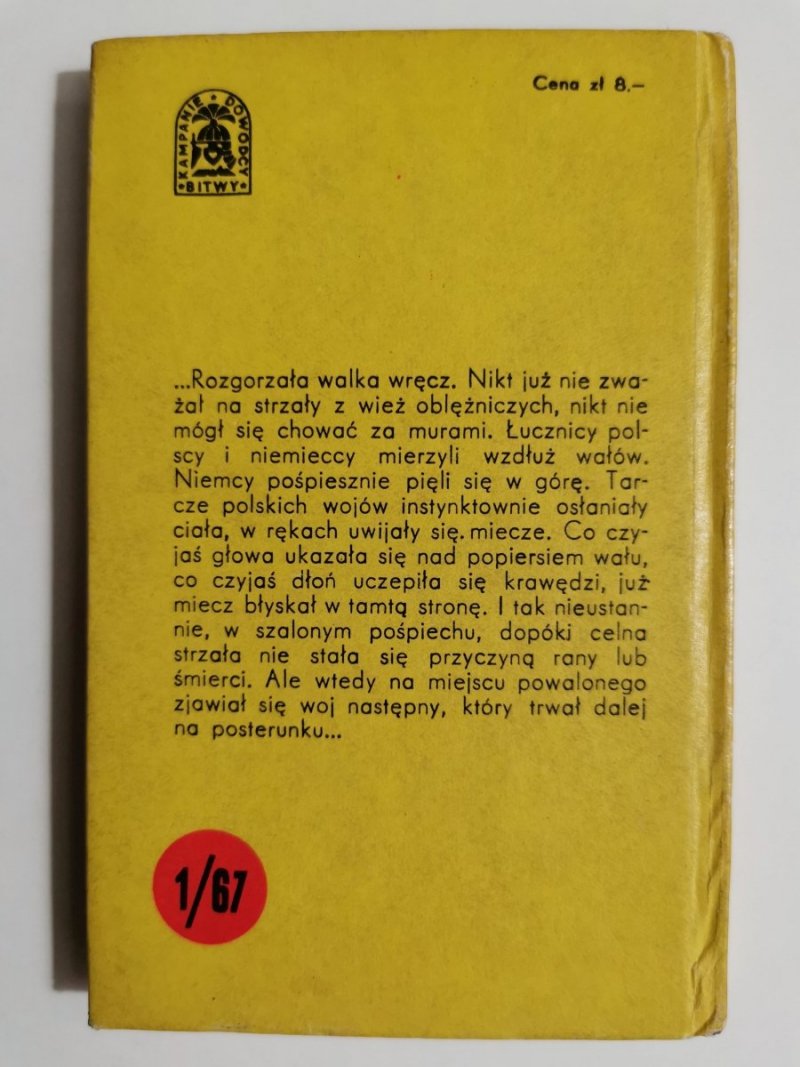 Cena zł 8.—
KAMPANIE • DOWÓDCY
•BITWY•
...Rozgorzała walka wręcz. Nikt już nie zwa-
żał na strzały z wież oblężniczych, nikt nie
mógł się chować za murami. Łucznicy pol-
scy i niemieccy mierzyli wzdłuż wałów.
Niemcy pośpiesznie pięli się w górę. Tar-
cze polskich wojów instynktownie osłaniały
ciała, w rękach uwijały się. miecze. Co czy-
jaś głowa ukazała się nad popiersiem wału,
co czyjaś dłoń uczepiła się krawędzi, już
miecz błyskał w tamtą stronę. I tak nieustan-
nie, w szalonym pośpiechu, dopóki celna
strzała nie stała się przyczyną rany lub
śmierci. Ale wtedy na miejscu powalonego
zjawiał się woj następny, który trwał dalej
na posterunku...
1/67